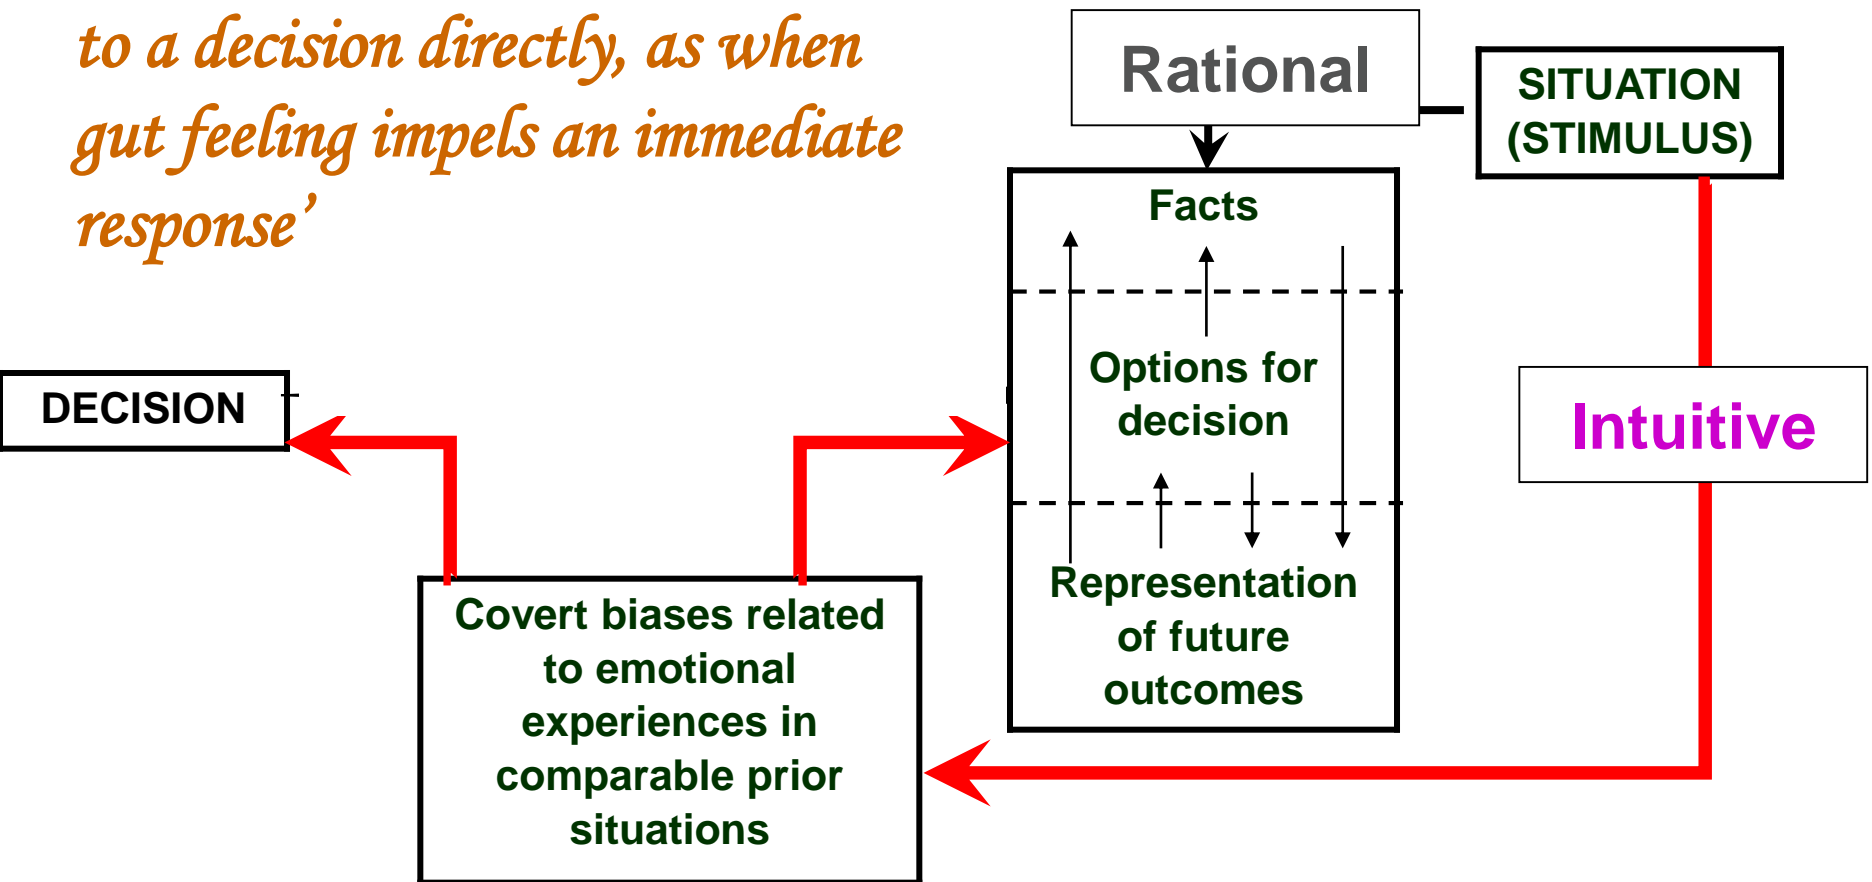 to a decision directly, as when
gut feeling impels an immediate
response’
Rational
SITUATION
(STIMULUS)
Facts
Options for
decision
Representation
of future
outcomes
DECISION
Intuitive
Covert biases related
to emotional
experiences in
comparable prior
situations